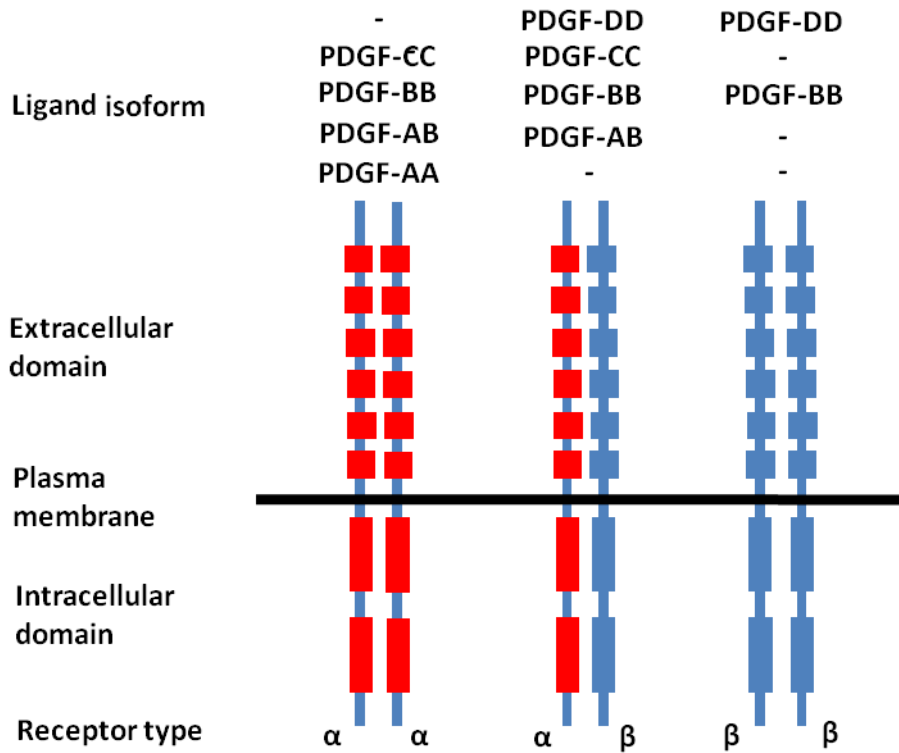 - PDGF-DD PDGF-DD
PDGF-CC PDGF-CC -
Ligand isoform PDGF-BB PDGF-BB PDGF-BB
PDGF-AB PDGF-AB -
PDGF-AA - -
Extracellular
domain
Plasma
membrane
Intracellular
domain
Receptor type α α α β β β